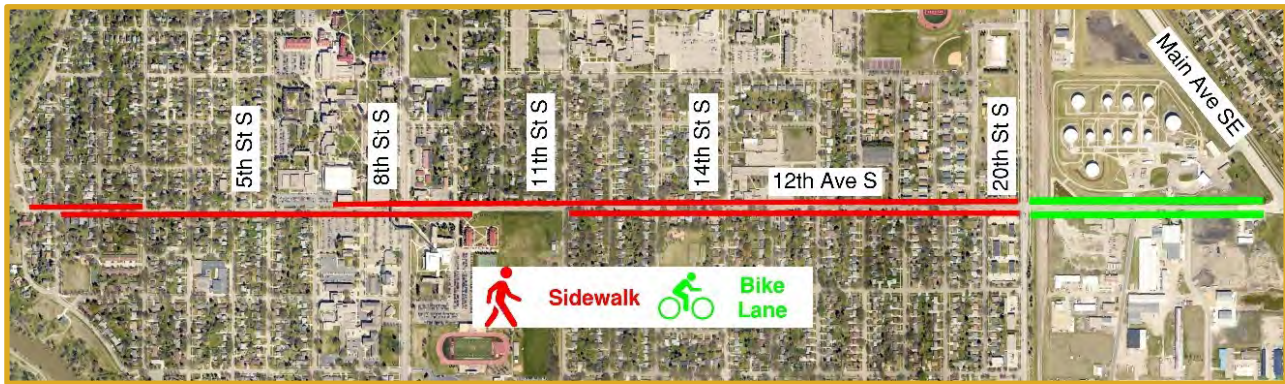 Main Ave SE
5th St S
8th St S
11th St S
14th St S
12th Ave S
20th St S
Sidewalk
Bike
Lane